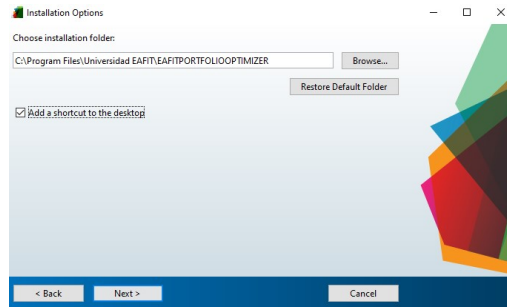 Installation Options
Choose installation folder:
C:\Program Files\Universidad EAFIT\EAFITPORTFOLIOOPTIMIZER
Browse...
Restore Default Folder
Add a shortcut to the desktop
< Back
Next >
Cancel